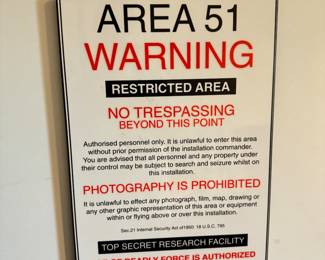 AREA 51
WARNING
RESTRICTED AREA
NO TRESPASSING
BEYOND THIS POINT
Authorised personnel only. It is unlawful to enter this area
without prior permission of the installation commander.
You are advised that all personnel and any property under
their control may be subject to search and seizure whilst on
this installation.
PHOTOGRAPHY IS PROHIBITED
It is unlawful to effect any photograph, film, map, drawing or
any other graphic representation of this area or equipment
within or flying above or over this installation.
Sec.21 Internal Security Act of1950: 18 U.S.C. 795
TOP SECRET RESEARCH FACILITY
OF DEADLY FORCE IS AUTHORIZED